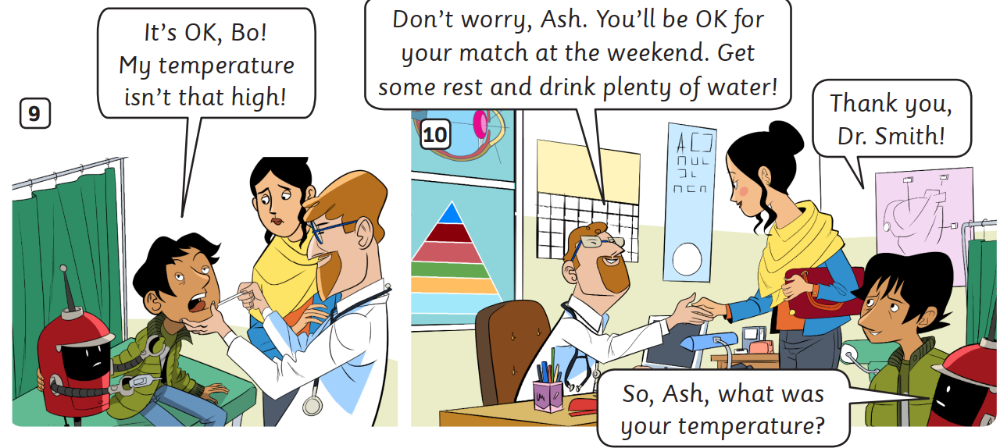 9
It's OK, Bo!
My temperature
isn't that high!
10
Don't worry, Ash. You'll be OK for
your match at the weekend. Get
some rest and drink plenty of water!
Thank you,
Dr. Smith!
So, Ash, what was
your temperature?